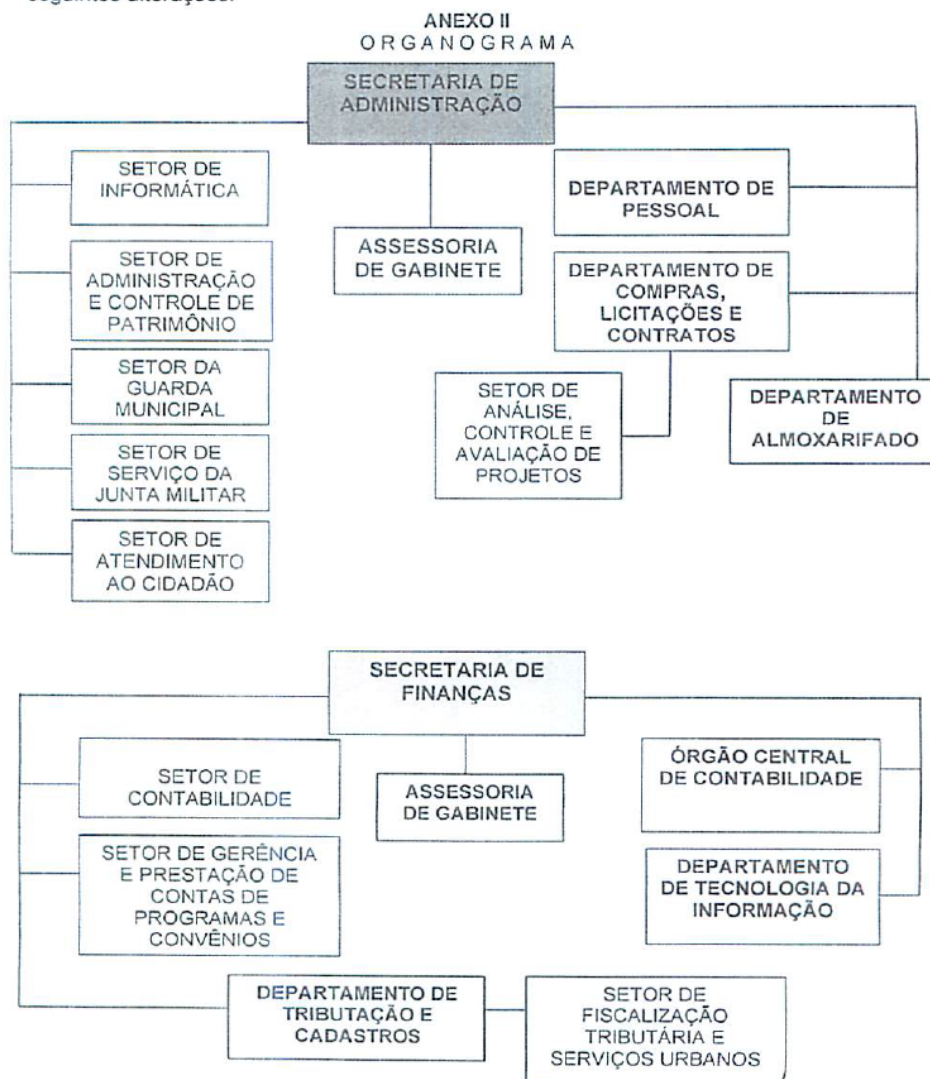 seguintes alterações:
ANEXO II
ORGANOGRAMA
SECRETARIA DE
ADMINISTRAÇÃO
SETOR DE
INFORMÁTICA
SETOR DE
ADMINISTRAÇÃO
E CONTROLE DE
PATRIMÔNIO
SETOR DA
GUARDA
MUNICIPAL
SETOR DE
SERVIÇO DA
JUNTA MILITAR
SETOR DE
ATENDIMENTO
AO CIDADÃO
ASSESSORIA
DE GABINETE
DEPARTAMENTO DE
PESSOAL
DEPARTAMENTO DE
COMPRAS,
LICITAÇÕES E
CONTRATOS
SETOR DE
ANÁLISE,
CONTROLE E
AVALIAÇÃO DE
PROJETOS
DEPARTAMENTO
DE
ALMOXARIFADO
SECRETARIA DE
FINANÇAS
SETOR DE
CONTABILIDADE
SETOR DE GERÊNCIA
E PRESTAÇÃO DE
CONTAS DE
PROGRAMAS E
CONVÊNIOS
ASSESSORIA
DE GABINETE
ÓRGÃO CENTRAL
DE CONTABILIDADE
DEPARTAMENTO
DE TECNOLOGIA DA
INFORMAÇÃO
DEPARTAMENTO DE
TRIBUTAÇÃO E
CADASTROS
SETOR DE
FISCALIZAÇÃO
TRIBUTÁRIA E
SERVIÇOS URBANOS